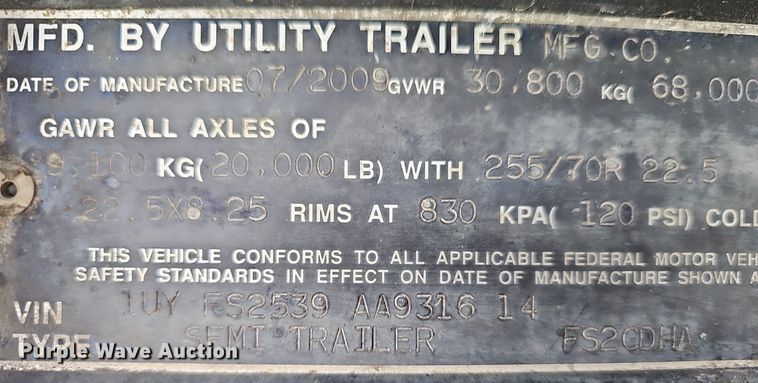 MFD. BY UTILITY TRAILER MFG.CO.
DATE OF MANUFACTURE 07/2009 GVWR 30,800 KG( 68,000
GAWR ALL AXLES OF
9,100 KG( 20,000 LB) WITH 255/70R 22.5
22.5X8.25 RIMS AT 830 KPA( 120 PSI) COLD
THIS VEHICLE CONFORMS TO ALL APPLICABLE FEDERAL MOTOR VEH
SAFETY STANDARDS IN EFFECT ON DATE OF MANUFACTURE SHOWN A
VIN 1UY FS2539 AA9316 14
TYPE SEMI TRAILER FS2CDHA
Purple Wave Auction